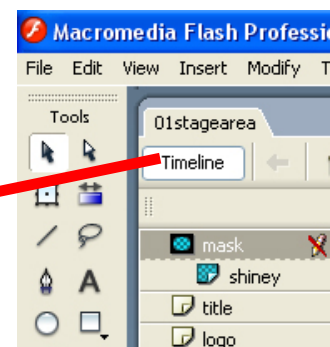 Macromedia Flash Professi
File Edit View Insert Modify T
Tools
01stagearea
Timeline
mask
shiney
title
logo
A